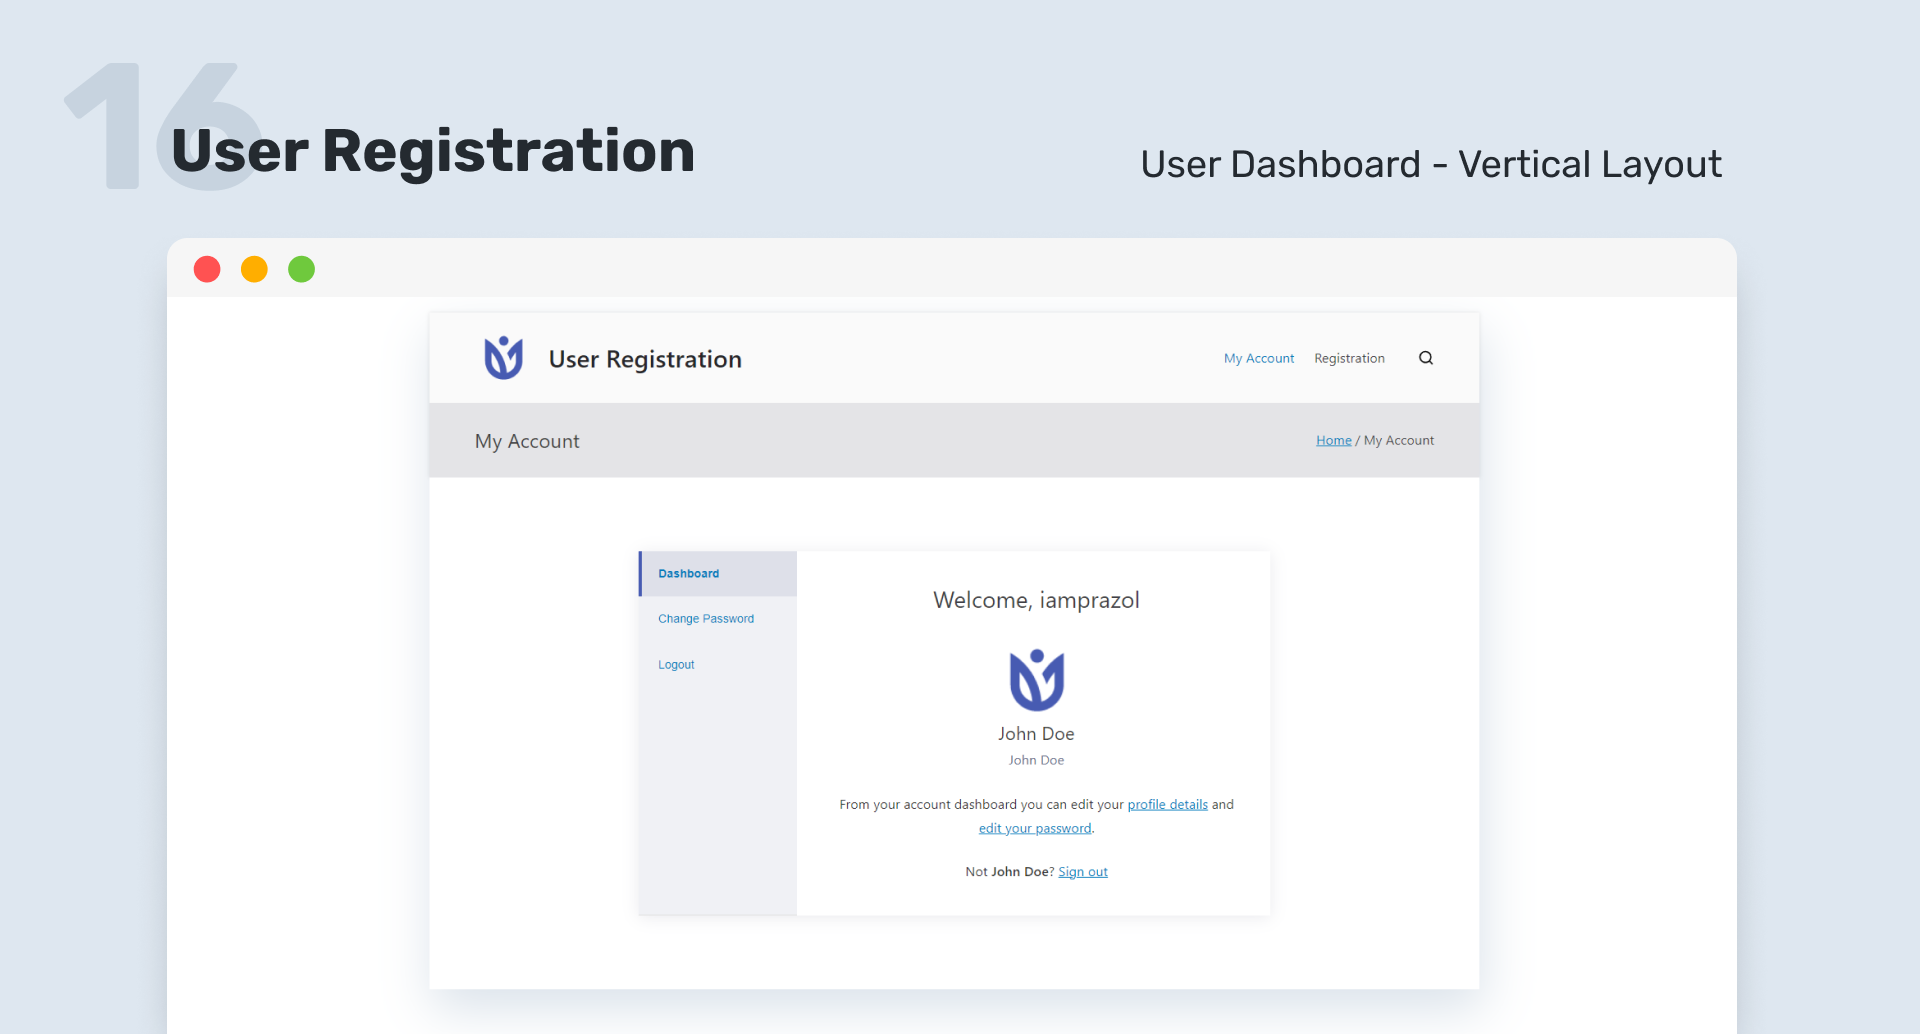 16
User Registration
User Dashboard - Vertical Layout
User Registration
My Account
Registration
My Account
Home / My Account
Dashboard
Change Password
Logout
Welcome, iamprazol
John Doe
John Doe
From your account dashboard you can edit your profile details and
edit your password.
Not John Doe? Sign out